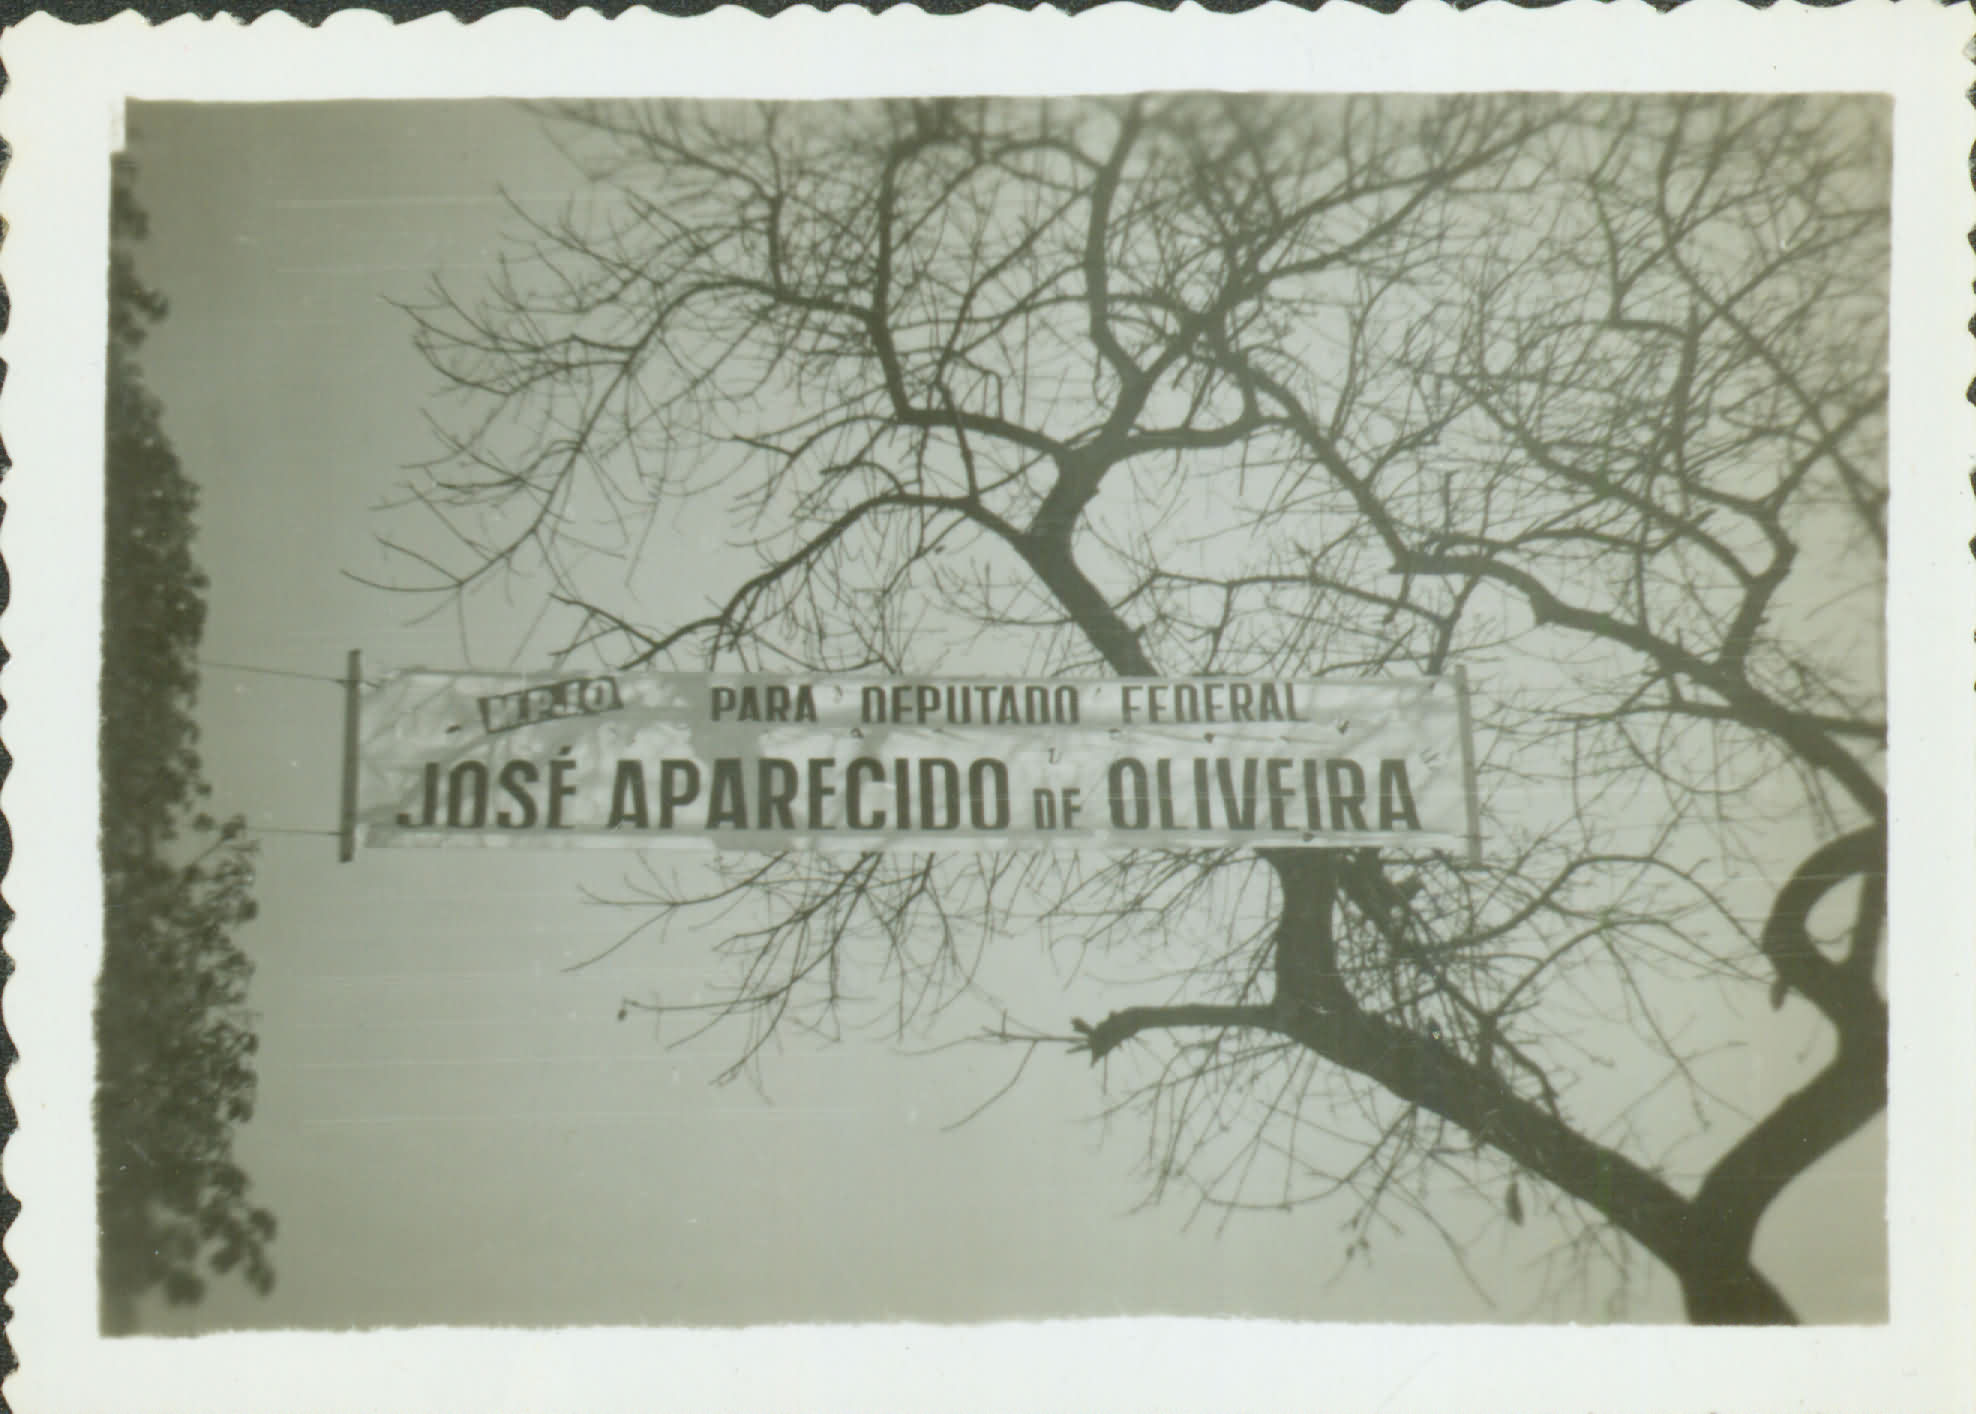 PARA DEPUTADO FEDERAL
JOSÉ APARECIDO DE OLIVEIRA